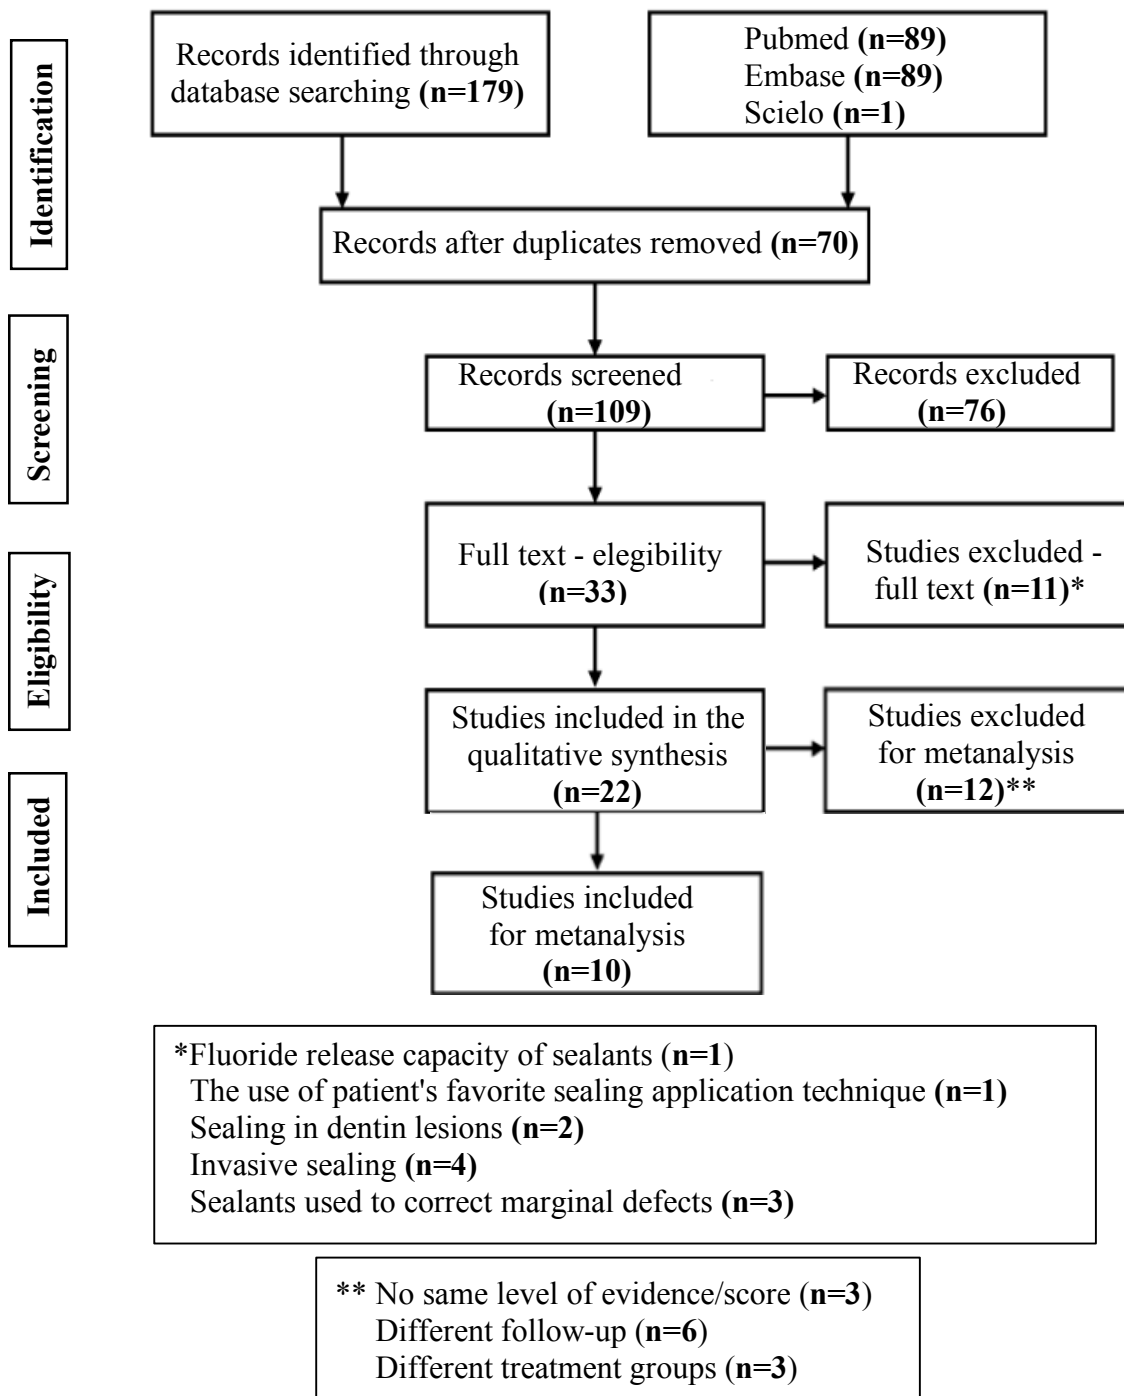 Identification
Records identified through
database searching (n=179)
Pubmed (n=89)
Embase (n=89)
Scielo (n=1)
Records after duplicates removed (n=70)
Screening
Records screened
(n=109)
Records excluded
(n=76)
Eligibility
Full text - elegibility
(n=33)
Studies excluded -
full text (n=11)*
Included
Studies included in the
qualitative synthesis
(n=22)
Studies excluded
for metanalysis
(n=12)**
Studies included
for metanalysis
(n=10)
*Fluoride release capacity of sealants (n=1)
The use of patient's favorite sealing application technique (n=1)
Sealing in dentin lesions (n=2)
Invasive sealing (n=4)
Sealants used to correct marginal defects (n=3)
** No same level of evidence/score (n=3)
Different follow-up (n=6)
Different treatment groups (n=3)